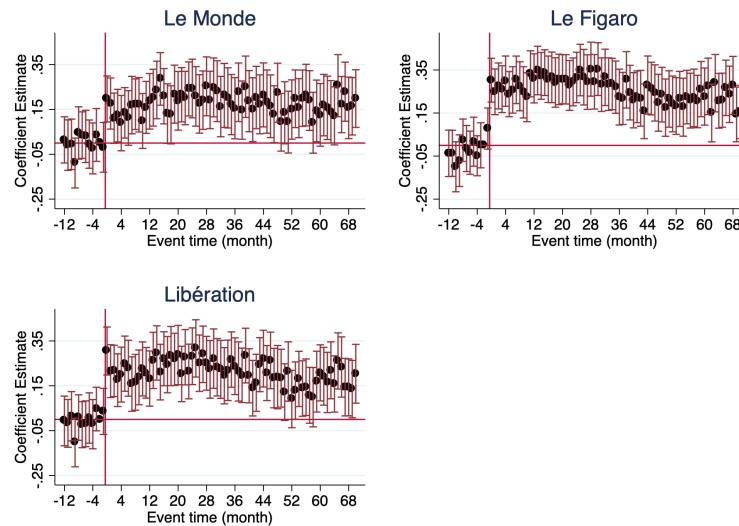 Le Monde
Coefficient Estimate
.35
.15
-.05
-.25
-12 -4 4 12 20 28 36 44 52 60 68
Event time (month)
Le Figaro
Coefficient Estimate
.35
.15
-.05
-.25
-12 -4 4 12 20 28 36 44 52 60 68
Event time (month)
Libération
Coefficient Estimate
.35
.15
-.05
-.25
-12 -4 4 12 20 28 36 44 52 60 68
Event time (month)